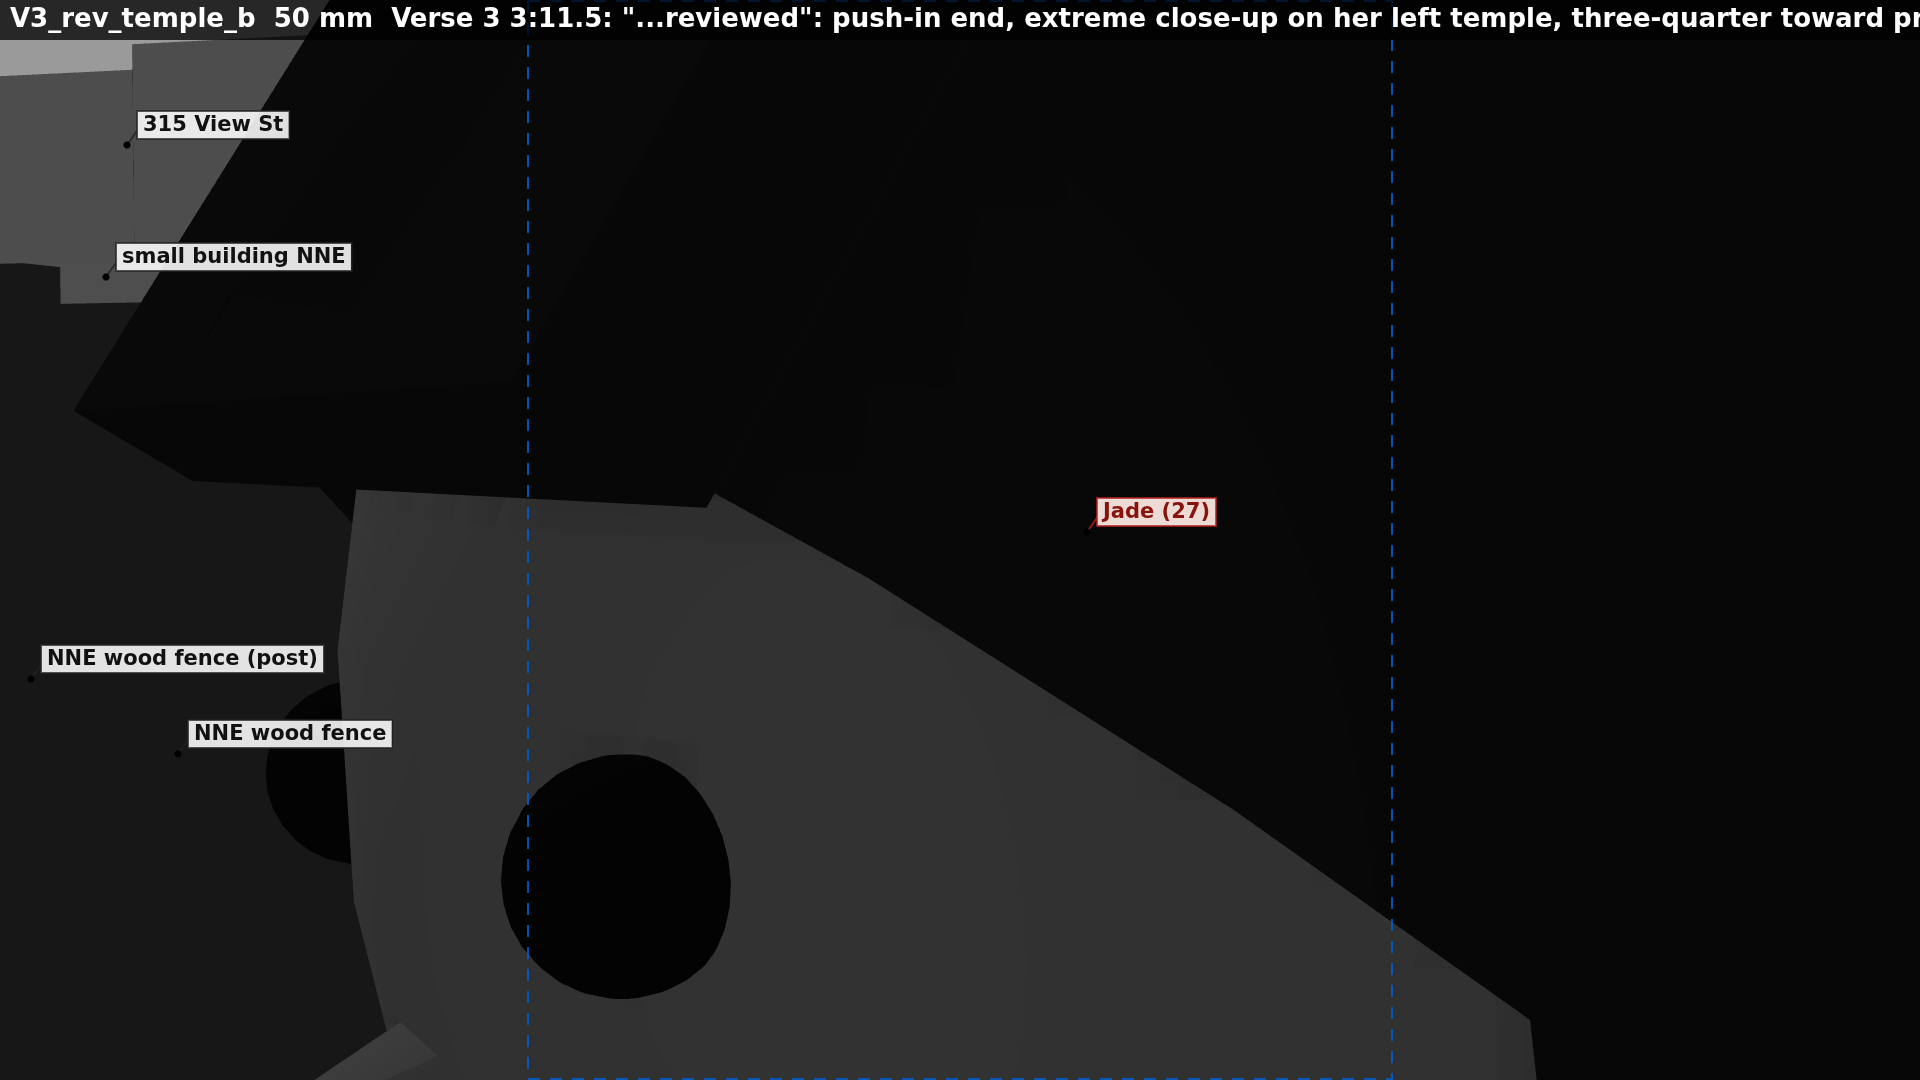 V3_rev_temple_b 50 mm Verse 3 3:11.5: "...reviewed": push-in end, extreme close-up on her left temple, three-quarter toward pr
315 View St
small building NNE
Jade (27)
NNE wood fence (post)
NNE wood fence